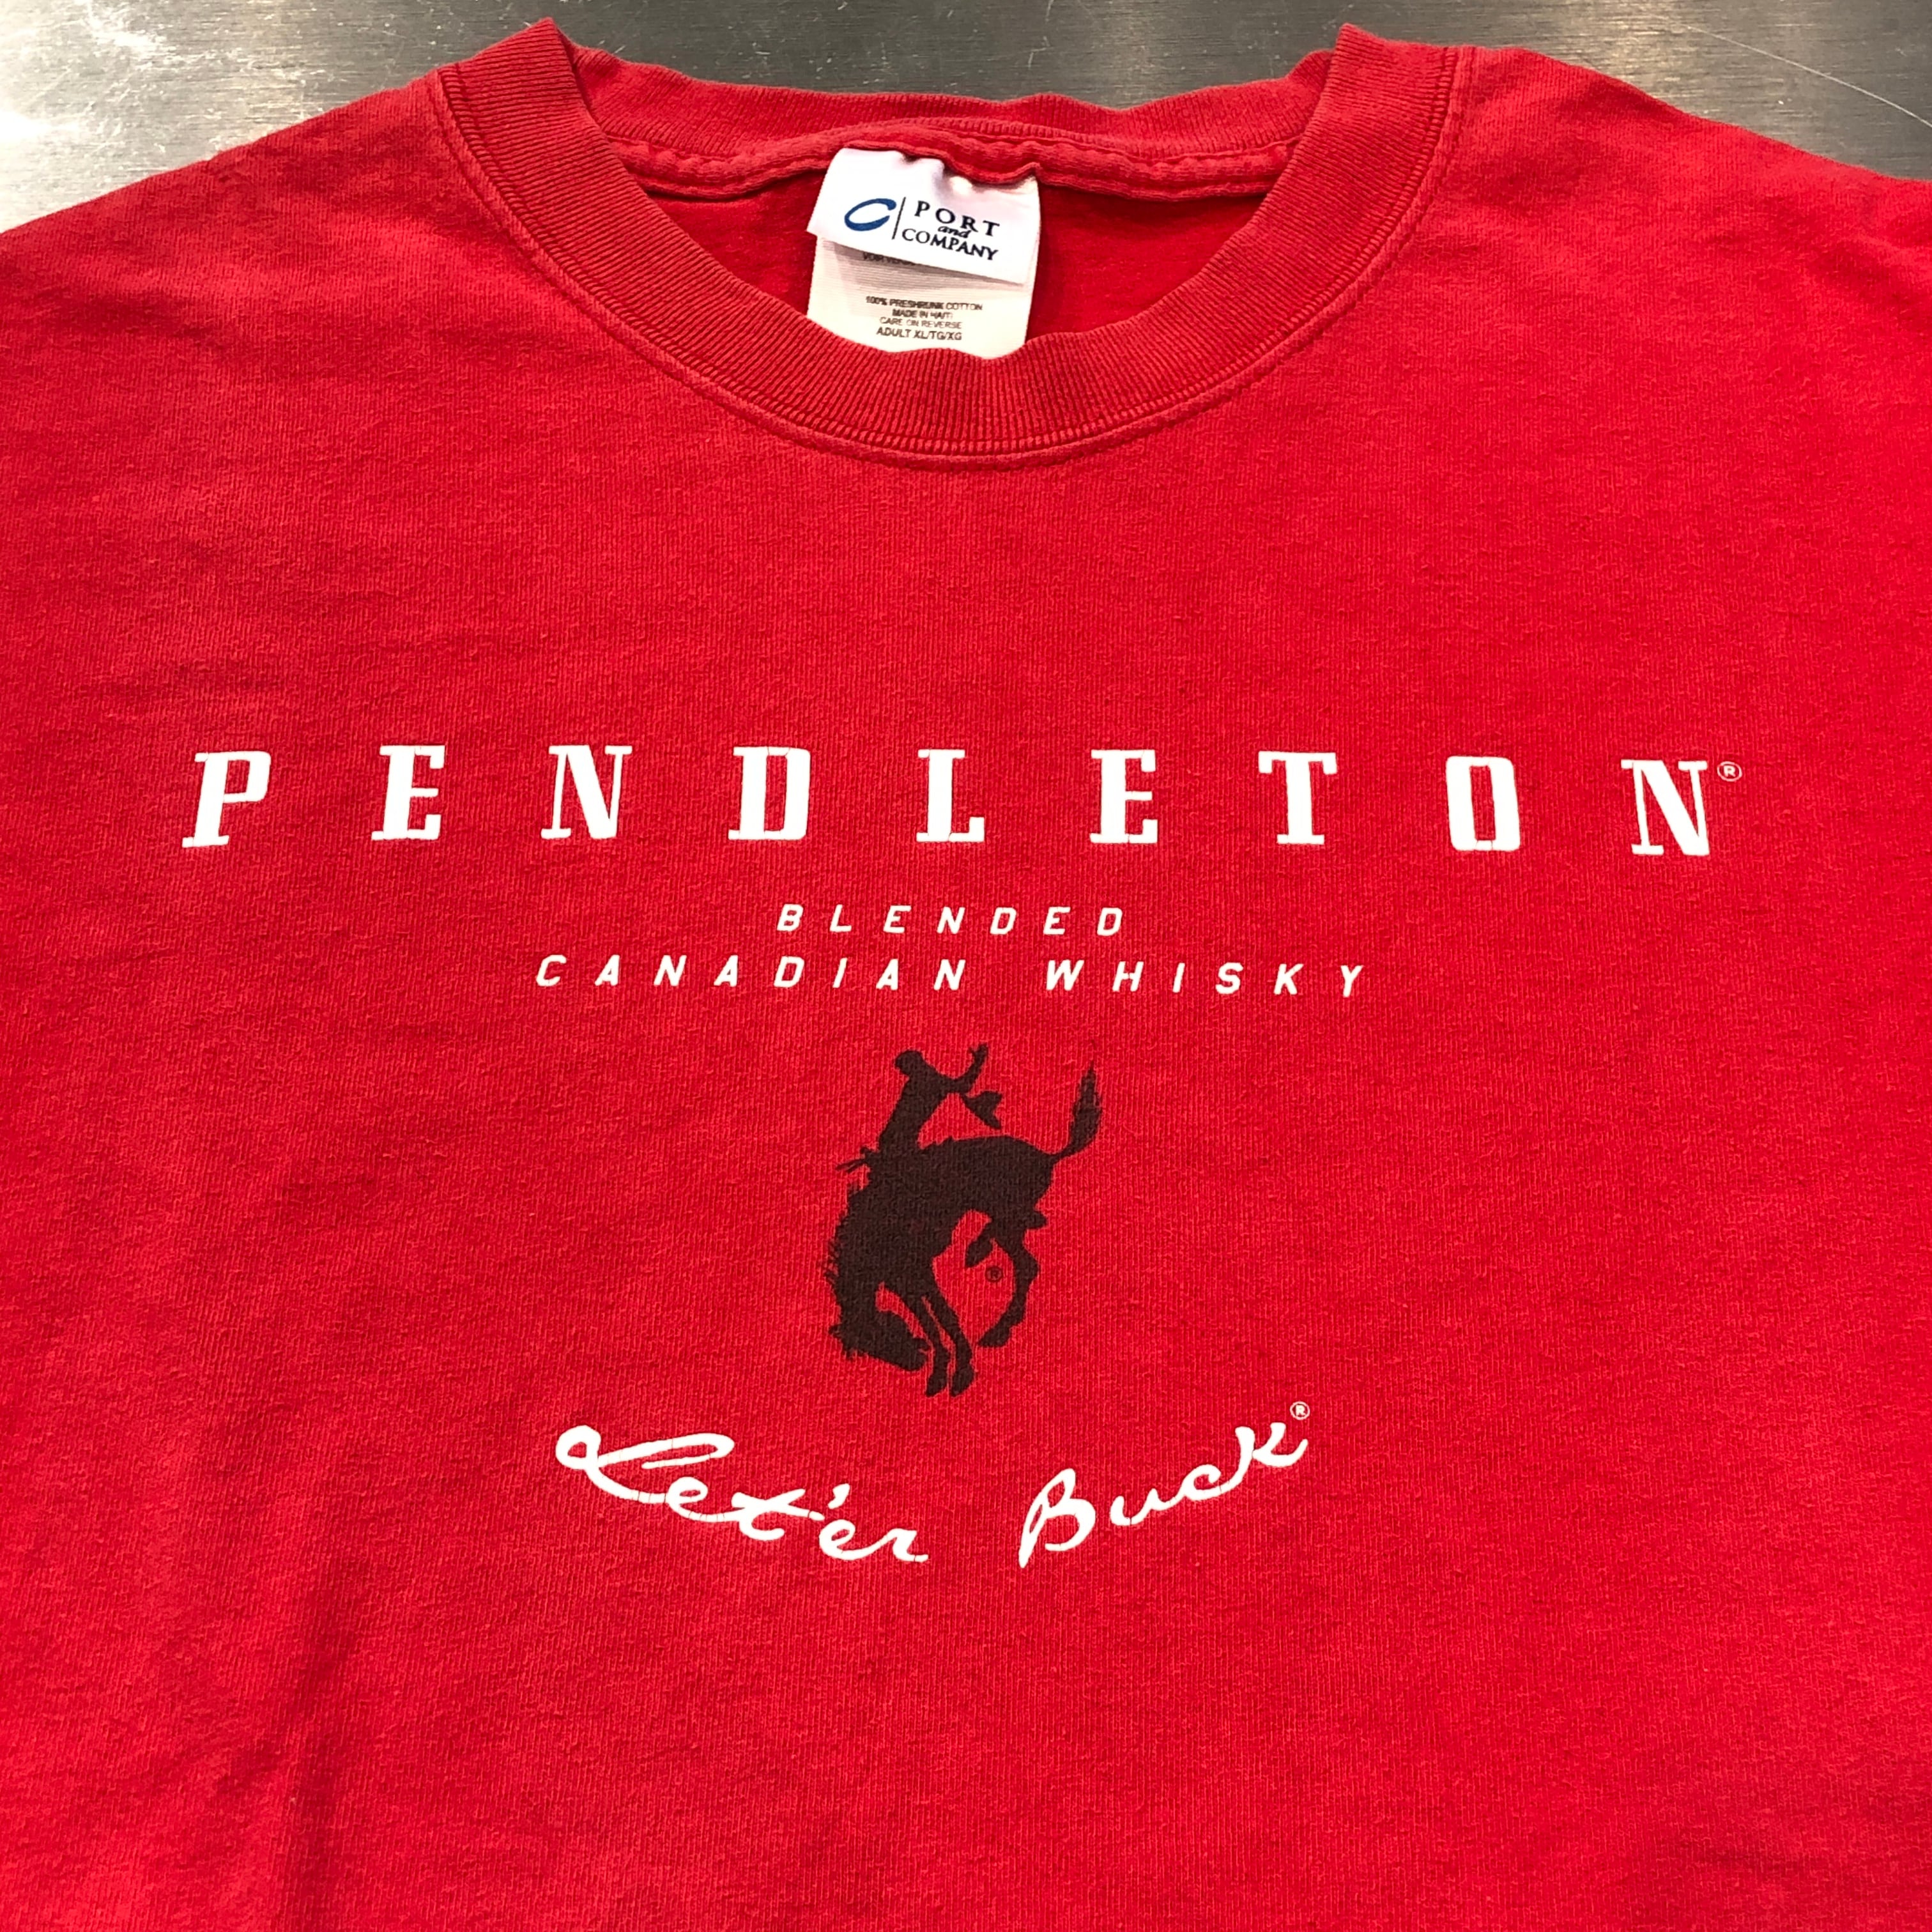 PORT
and
COMPANY
100% PRESHRUNK COTTON
MADE IN HAITI
CARE ON REVERSE
ADULT XL/TG/XG
PENDLETON®
BLENDED
CANADIAN WHISKY
®
Let'er Buck®